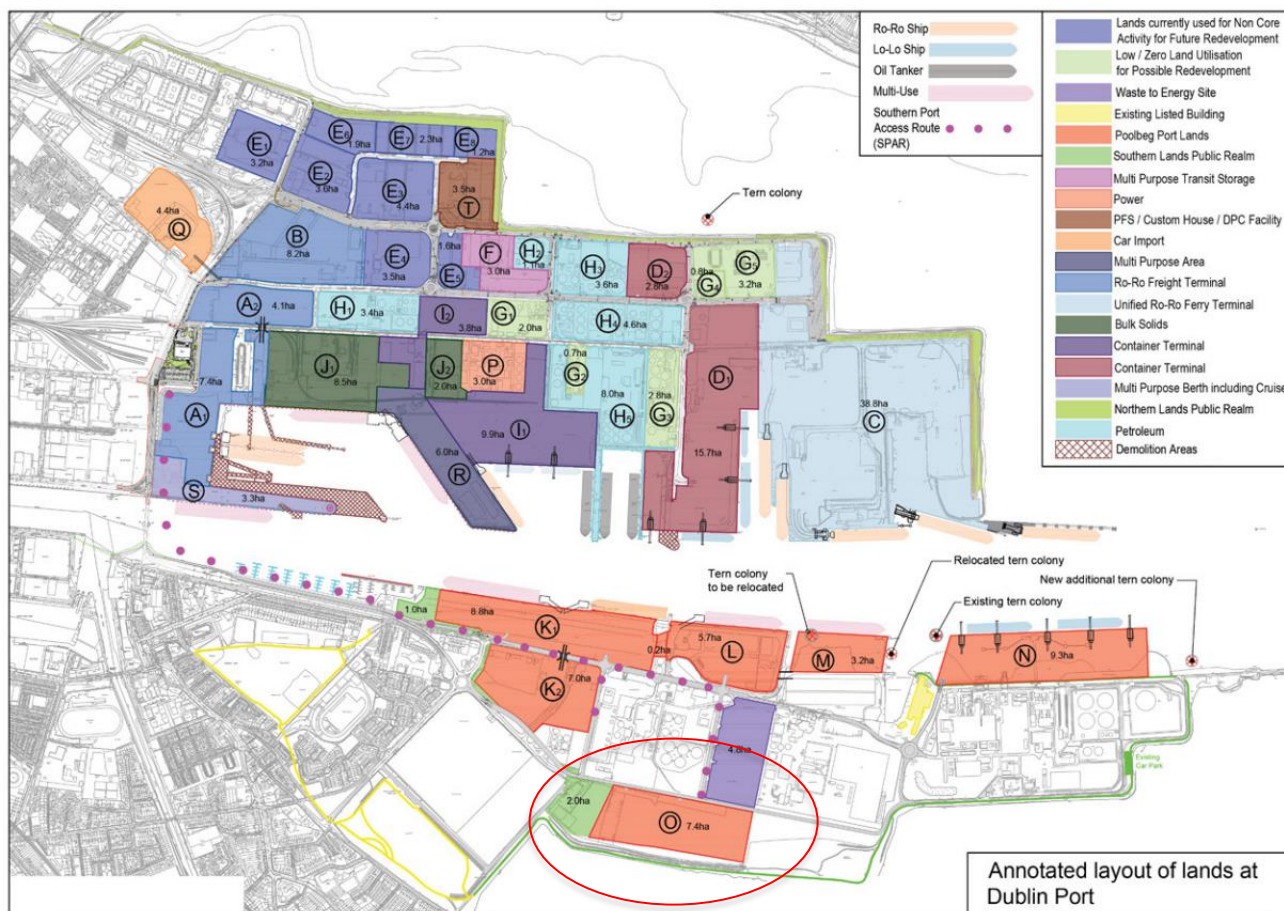 Ro-Ro Ship
Lo-Lo Ship
Oil Tanker
Multi-Use
Southern Port
Access Route
(SPAR)
Lands currently used for Non Core
Activity for Future Redevelopment
Low / Zero Land Utilisation
for Possible Redevelopment
Waste to Energy Site
Existing Listed Building
Poolbeg Port Lands
Southern Lands Public Realm
Multi Purpose Transit Storage
Power
PFS / Custom House / DPC Facility
Car Import
Multi Purpose Area
Ro-Ro Freight Terminal
Unified Ro-Ro Ferry Terminal
Bulk Solids
Container Terminal
Container Terminal
Multi Purpose Berth including Cruise
Northern Lands Public Realm
Petroleum
Demolition Areas
E1
3.2ha
E6
1.9ha
E7
2.3ha
E8
1.2ha
E2
3.6ha
E3
4.4ha
3.5ha
T
Tern colony
4.4ha
Q
B
8.2ha
E4
3.5ha
1.6ha
E5
F
3.0ha
H2
H3
3.6ha
D2
2.8ha
0.8ha
G4
G5
3.2ha
A2
4.1ha
H1
3.4ha
I2
3.8ha
G1
2.0ha
H4
4.6ha
7.4ha
A1
J1
8.5ha
J2
2.0ha
P
3.0ha
0.7ha
G2
8.0ha
H5
2.8ha
G3
D1
15.7ha
38.8ha
C
I1
9.9ha
6.0ha
R
S
3.3ha
Tern colony
to be relocated
Relocated tern colony
Existing tern colony
New additional tern colony
1.0ha
8.8ha
K1
0.2ha
5.7ha
L
M
3.2ha
N
9.3ha
K2
7.0ha
4.8ha
2.0ha
O
7.4ha
Existing
Car Park
Annotated layout of lands at
Dublin Port